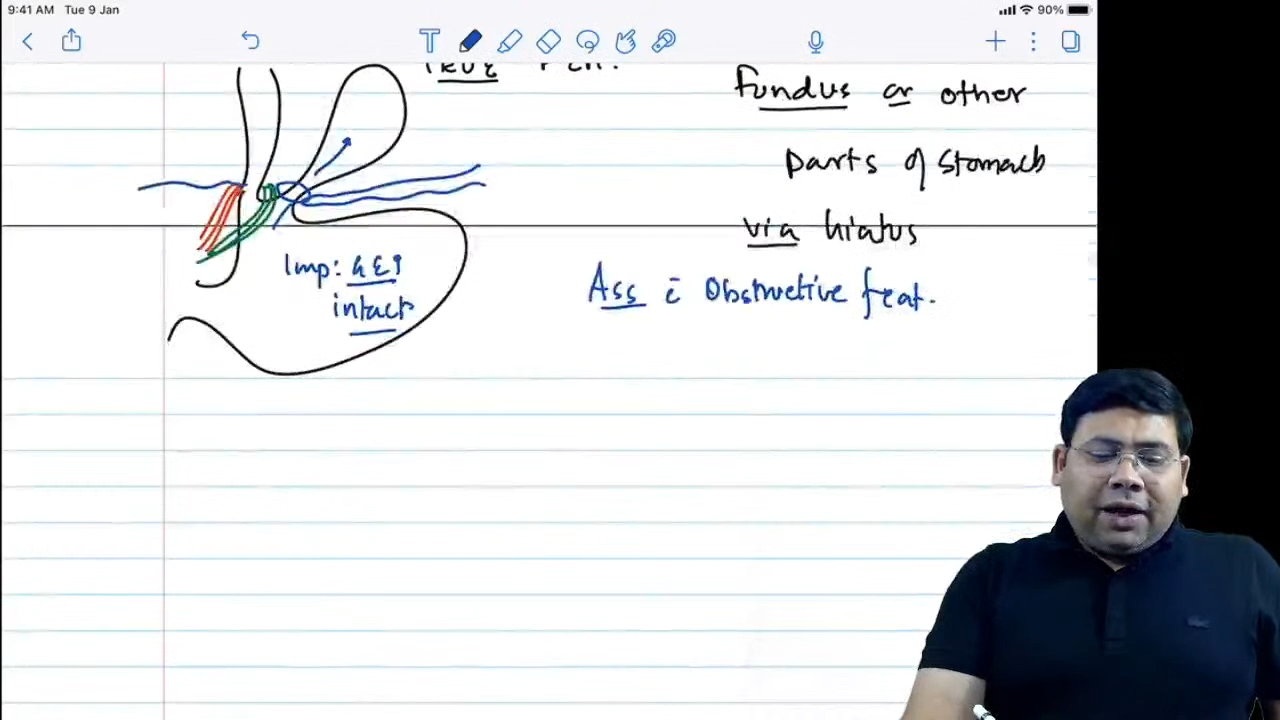 9:41 AM Tue 9 Jan
90%
Fundus or other
parts of stomach
via hiatus
Imp: GEJ
intact
Ass c̄ Obstructive feat.